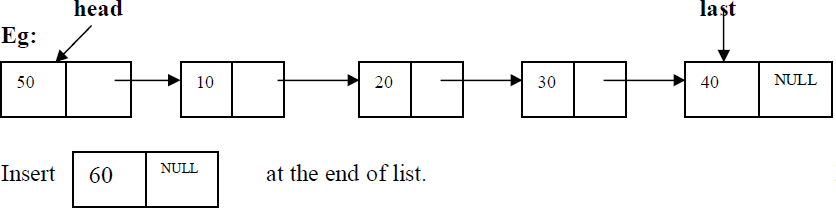 head last
Eg:
50 10 20 30 40 NULL
Insert 60 NULL at the end of list.